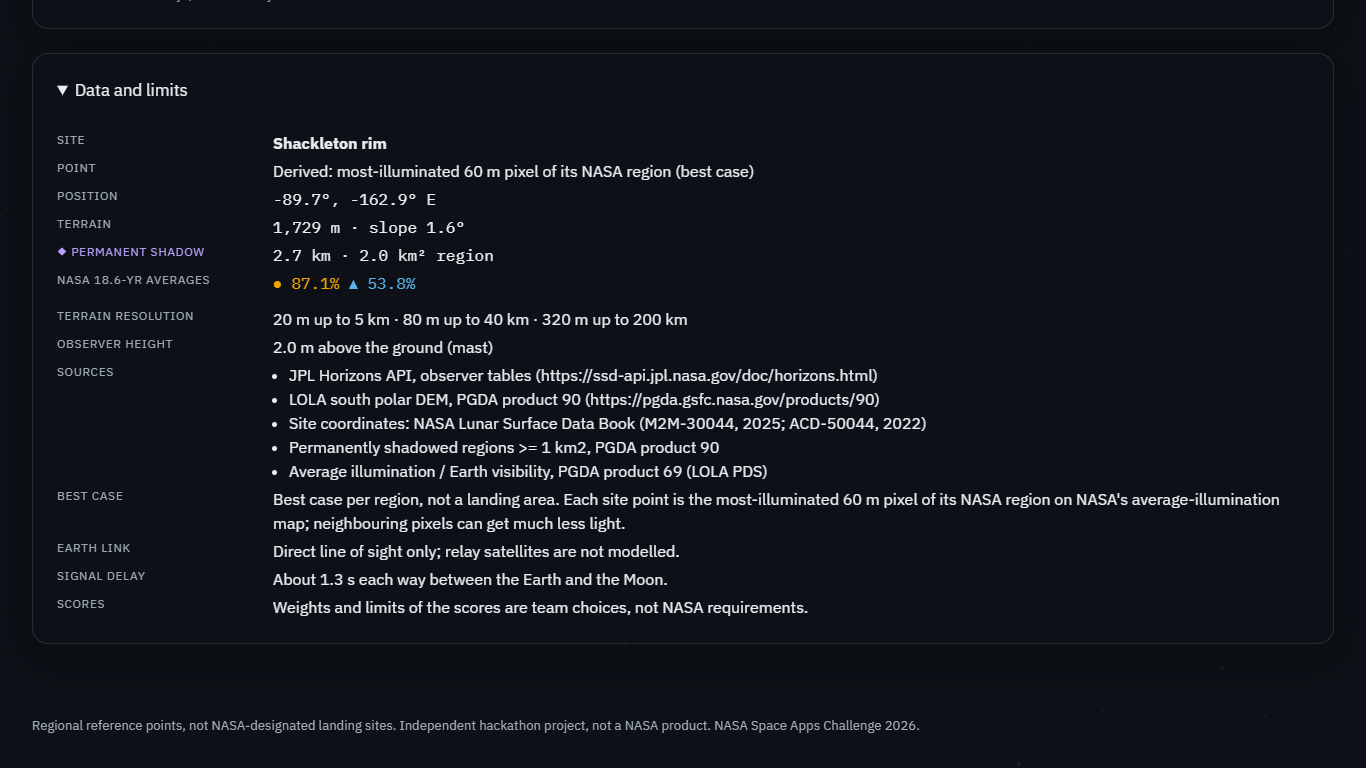 ▼ Data and limits
SITE Shackleton rim
POINT Derived: most-illuminated 60 m pixel of its NASA region (best case)
POSITION -89.7°, -162.9° E
TERRAIN 1,729 m · slope 1.6°
◆ PERMANENT SHADOW 2.7 km · 2.0 km² region
NASA 18.6-YR AVERAGES ● 87.1% ▲ 53.8%
TERRAIN RESOLUTION 20 m up to 5 km · 80 m up to 40 km · 320 m up to 200 km
OBSERVER HEIGHT 2.0 m above the ground (mast)
SOURCES • JPL Horizons API, observer tables (https://ssd-api.jpl.nasa.gov/doc/horizons.html)
• LOLA south polar DEM, PGDA product 90 (https://pgda.gsfc.nasa.gov/products/90)
• Site coordinates: NASA Lunar Surface Data Book (M2M-30044, 2025; ACD-50044, 2022)
• Permanently shadowed regions >= 1 km2, PGDA product 90
• Average illumination / Earth visibility, PGDA product 69 (LOLA PDS)
BEST CASE Best case per region, not a landing area. Each site point is the most-illuminated 60 m pixel of its NASA region on NASA's average-illumination
map; neighbouring pixels can get much less light.
EARTH LINK Direct line of sight only; relay satellites are not modelled.
SIGNAL DELAY About 1.3 s each way between the Earth and the Moon.
SCORES Weights and limits of the scores are team choices, not NASA requirements.
Regional reference points, not NASA-designated landing sites. Independent hackathon project, not a NASA product. NASA Space Apps Challenge 2026.